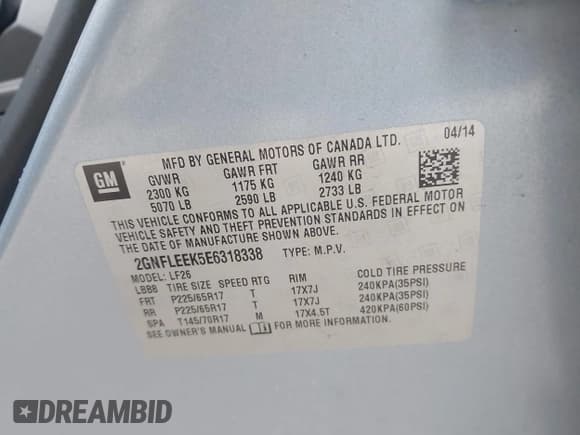 GM
MFD BY GENERAL MOTORS OF CANADA LTD. 04/14
GVWR GAWR FRT GAWR RR
2300 KG 1175 KG 1240 KG
5070 LB 2590 LB 2733 LB
THIS VEHICLE CONFORMS TO ALL APPLICABLE U.S. FEDERAL MOTOR
VEHICLE SAFETY AND THEFT PREVENTION STANDARDS IN EFFECT ON
THE DATE OF MANUFACTURE SHOWN ABOVE.
2GNFLEEK5E6318338 TYPE: M.P.V.
MODEL: LF26
LBBB TIRE SIZE SPEED RTG RIM COLD TIRE PRESSURE
FRT P225/65R17 T 17X7J 240KPA(35PSI)
RR P225/65R17 T 17X7J 240KPA(35PSI)
SPA T145/70R17 M 17X4.5T 420KPA(60PSI)
SEE OWNER'S MANUAL FOR MORE INFORMATION.
DREAMBID